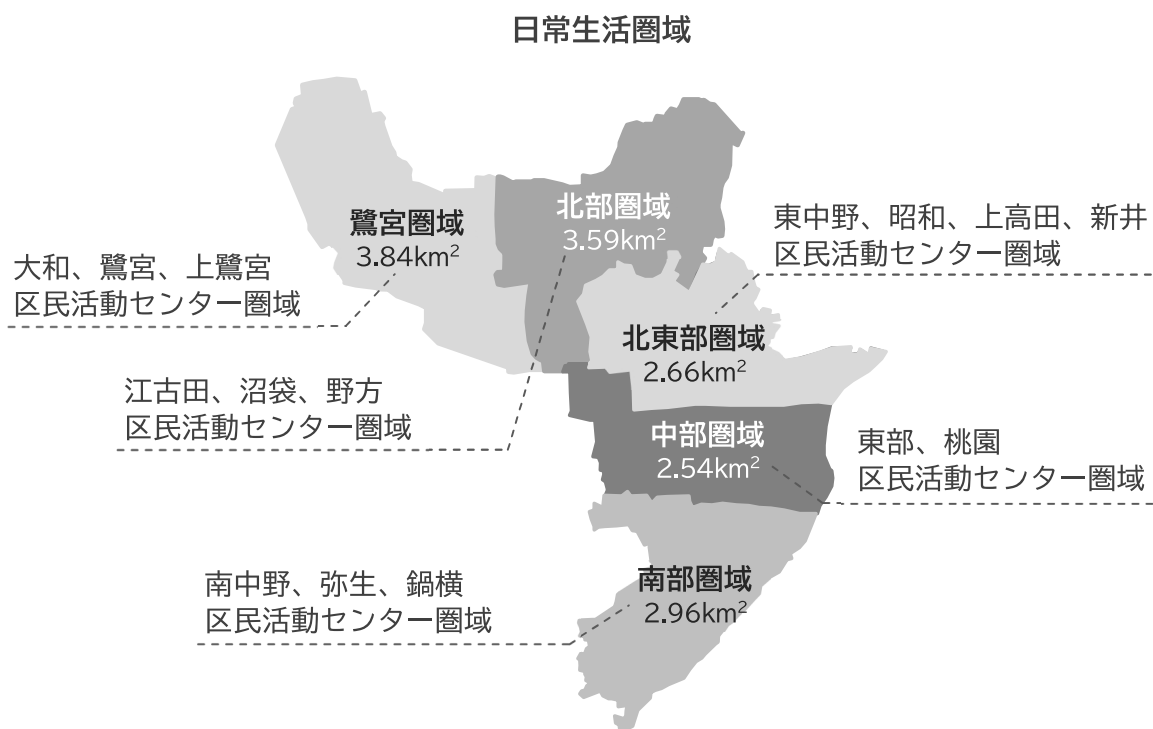 日常生活圏域
鷺宮圏域
3.84km²
大和、鷺宮、上鷺宮
区民活動センター圏域
北部圏域
3.59km²
江古田、沼袋、野方
区民活動センター圏域
東中野、昭和、上高田、新井
区民活動センター圏域
北東部圏域
2.66km²
中部圏域
2.54km²
東部、桃園
区民活動センター圏域
南中野、弥生、鍋横
区民活動センター圏域
南部圏域
2.96km²